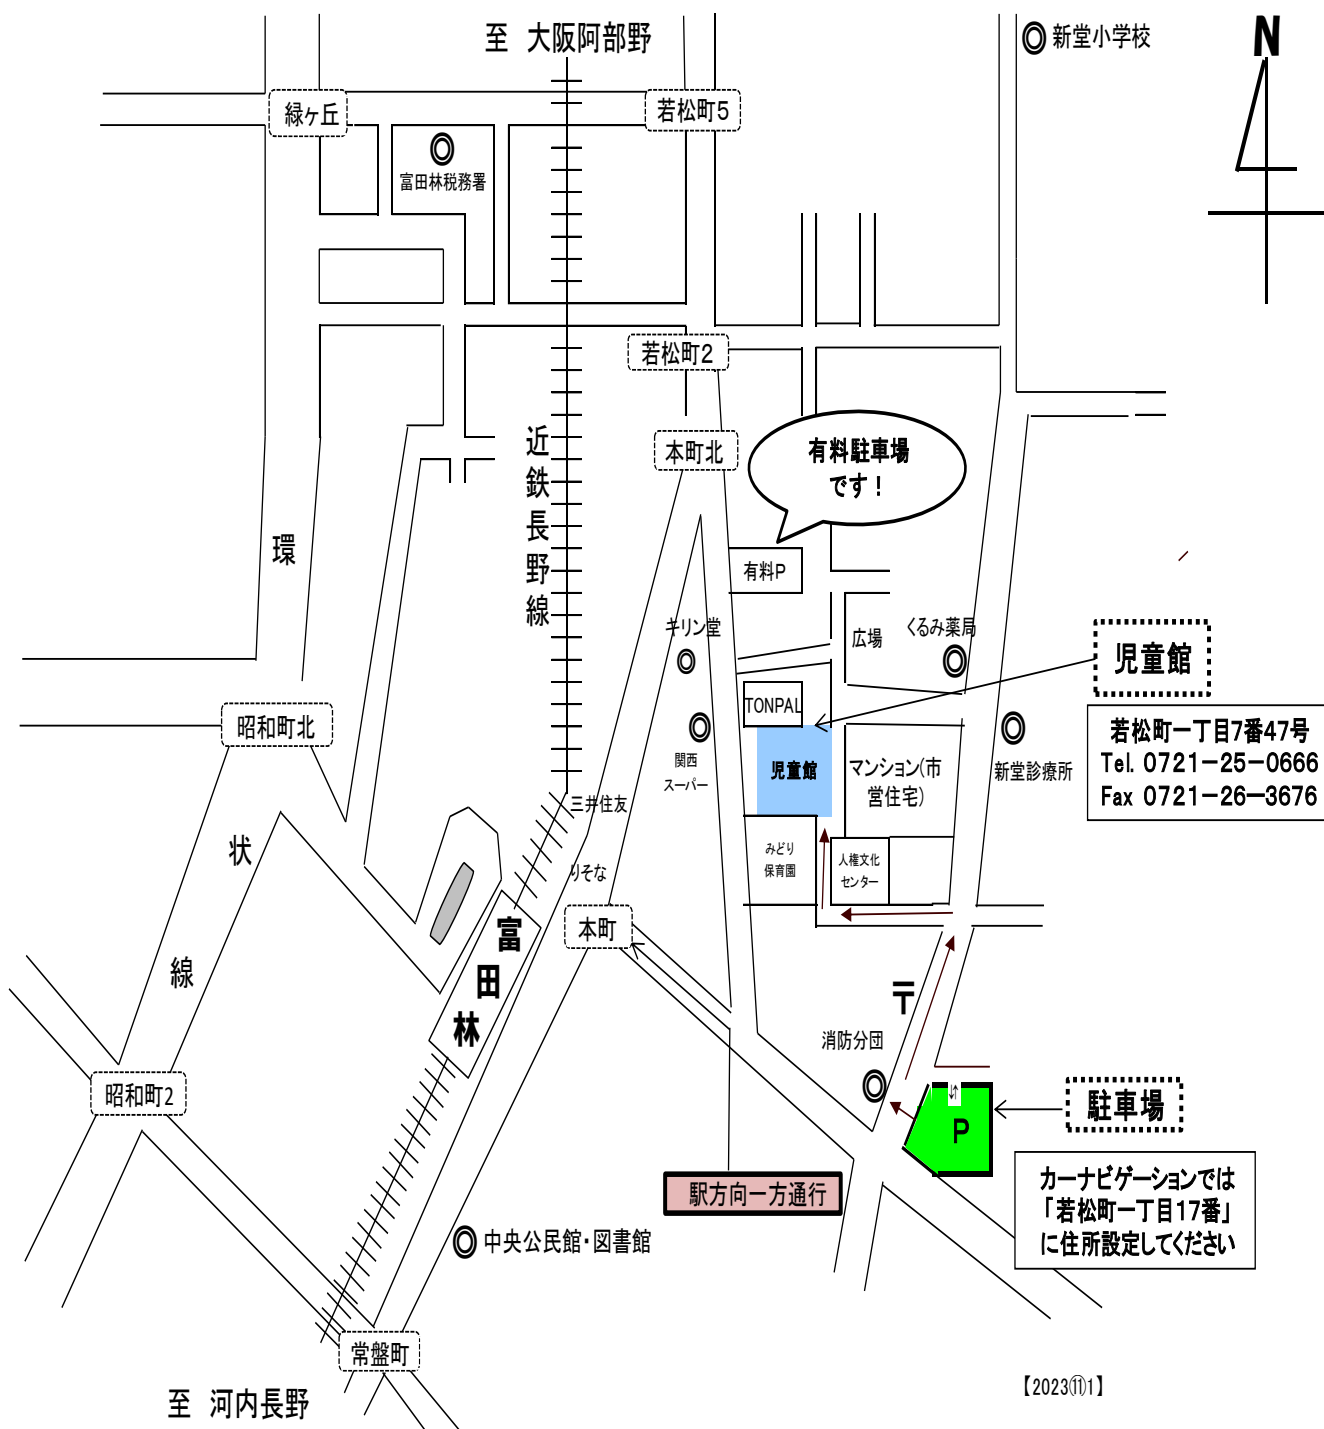 至 大阪阿部野
新堂小学校
N
緑ヶ丘
若松町5
富田林税務署
若松町2
近鉄長野線
本町北
有料駐車場
です！
環
有料P
キリン堂
広場
くるみ薬局
児童館
TONPAL
昭和町北
若松町一丁目7番47号
Tel. 0721-25-0666
Fax 0721-26-3676
関西
スーパー
児童館
マンション(市
営住宅)
新堂診療所
三井住友
状
みどり
保育園
人権文化
センター
りそな
本町
富田林
線
〒
消防分団
昭和町2
P
駐車場
駅方向一方通行
カーナビゲーションでは
「若松町一丁目17番」
に住所設定してください
中央公民館・図書館
常盤町
至 河内長野
【2023⑪1】